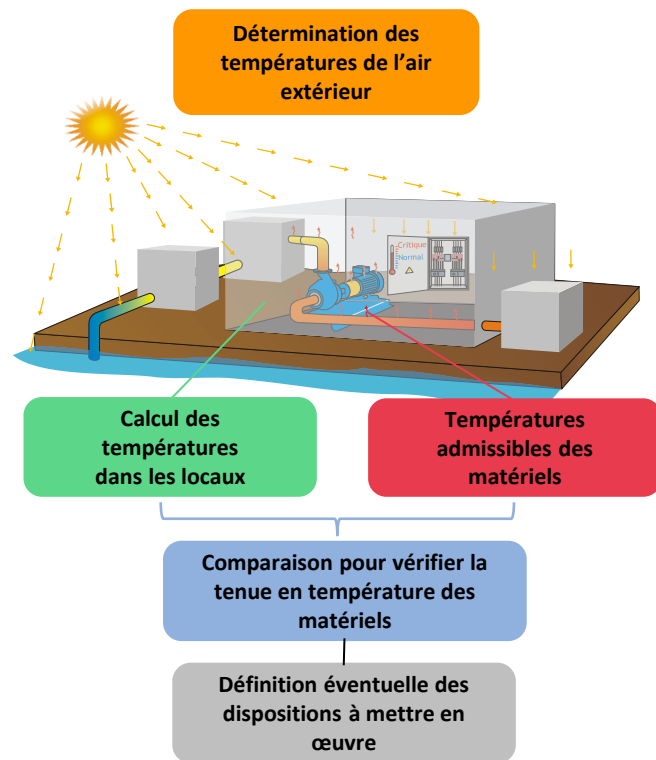 Détermination des
températures de l’air
extérieur
Critique
Normal
Calcul des
températures
dans les locaux
Températures
admissibles des
matériels
Comparaison pour vérifier la
tenue en température des
matériels
Définition éventuelle des
dispositions à mettre en
œuvre